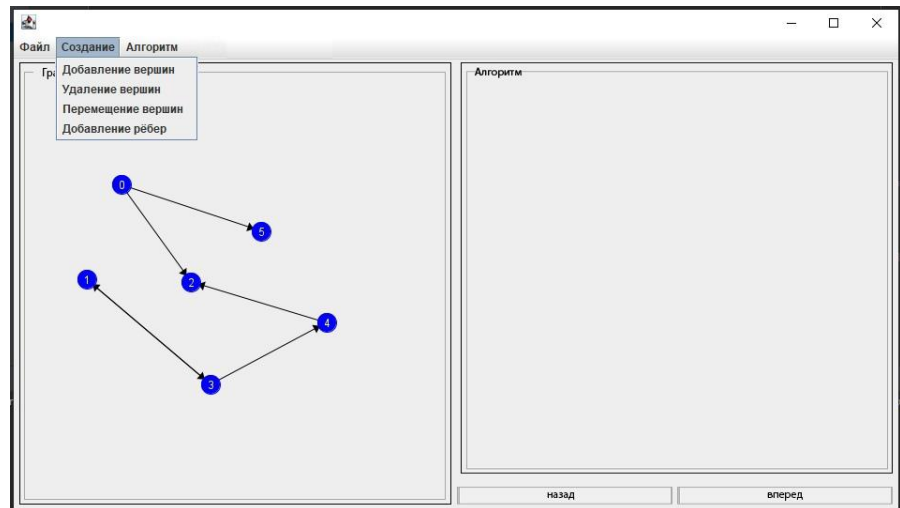 Файл Создание Алгоритм
Добавление вершин
Удаление вершин
Перемещение вершин
Добавление рёбер
Гра
Алгоритм
0
5
1
2
4
3
назад вперед